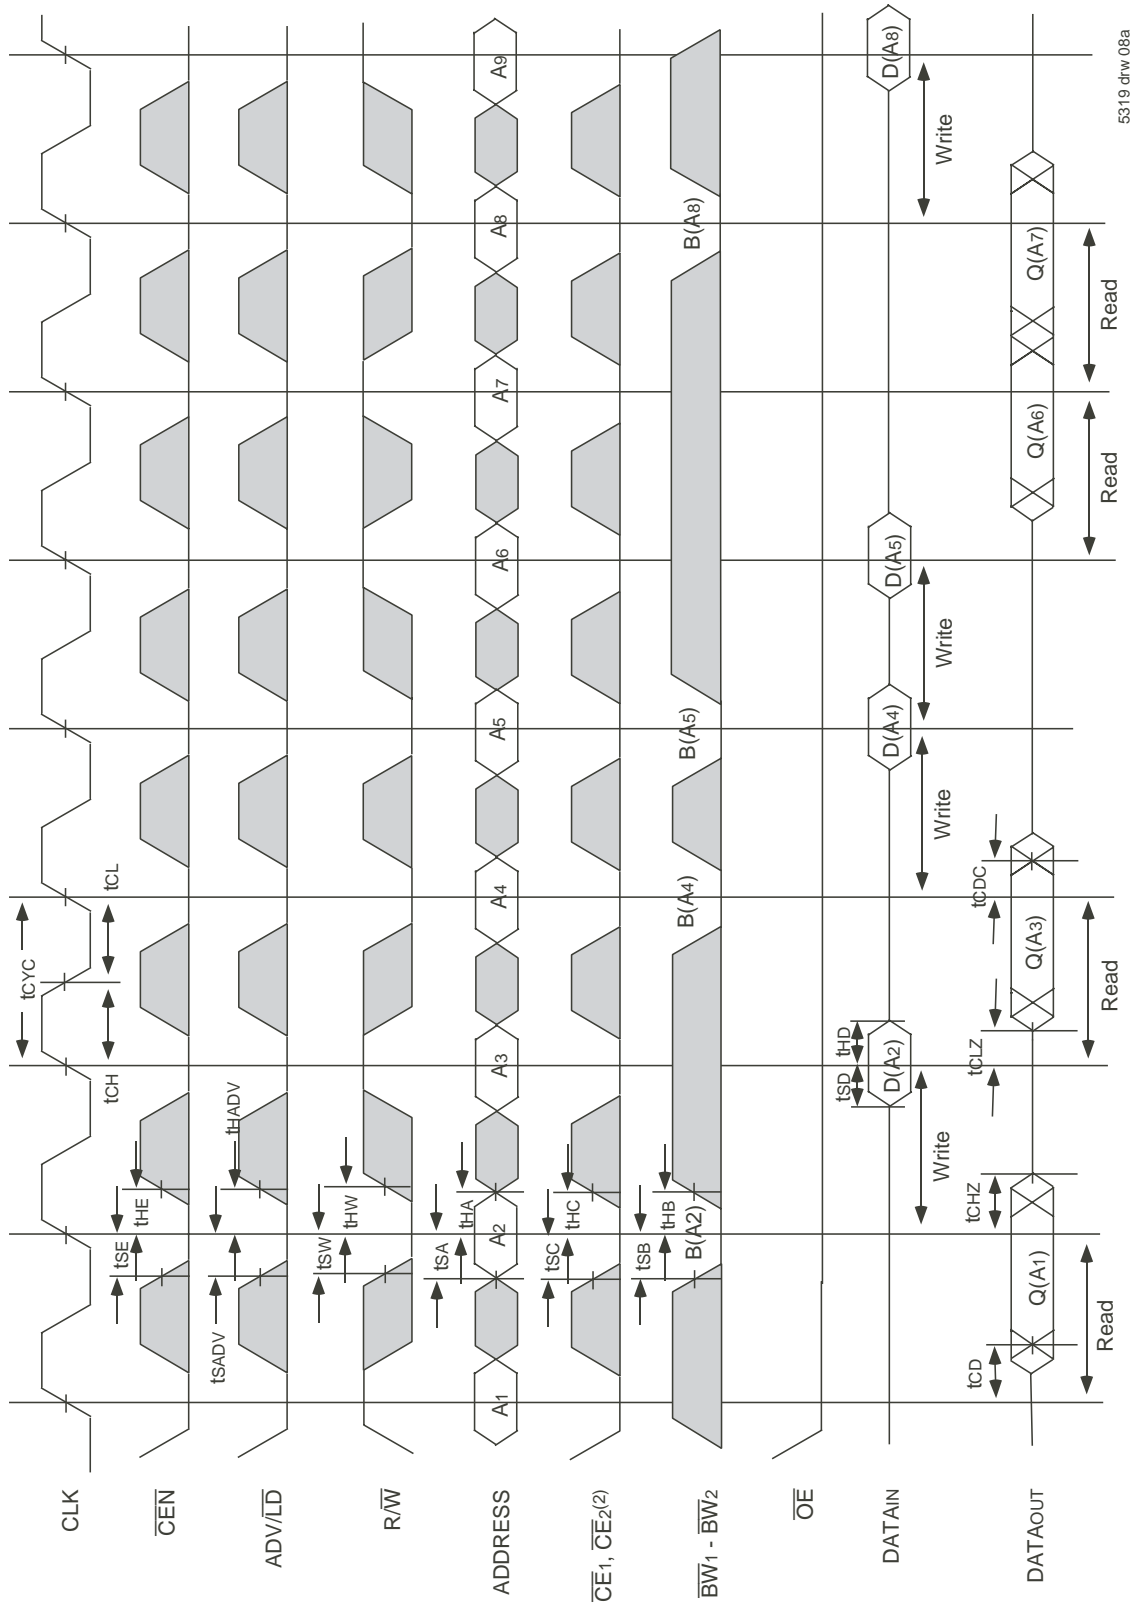 tCYC
CLK
tCH
tCL
tSE
tHE
CEN
tSADV
tHADV
ADV/LD
tSW
tHW
R/W
tSA
tHA
ADDRESS
A1
A2
A3
A4
A5
A6
A7
A8
A9
tSC
tHC
CE1, CE2(2)
tSB
tHB
BW1 - BW2
B(A2)
B(A4)
B(A5)
B(A8)
OE
tSD
tHD
DATAIN
D(A2)
D(A4)
D(A5)
D(A8)
Write
Write
Write
Write
tCD
tCHZ
tCLZ
tCDC
DATAOUT
Q(A1)
Q(A3)
Q(A6)
Q(A7)
Read
Read
Read
Read
5319 drw 08a